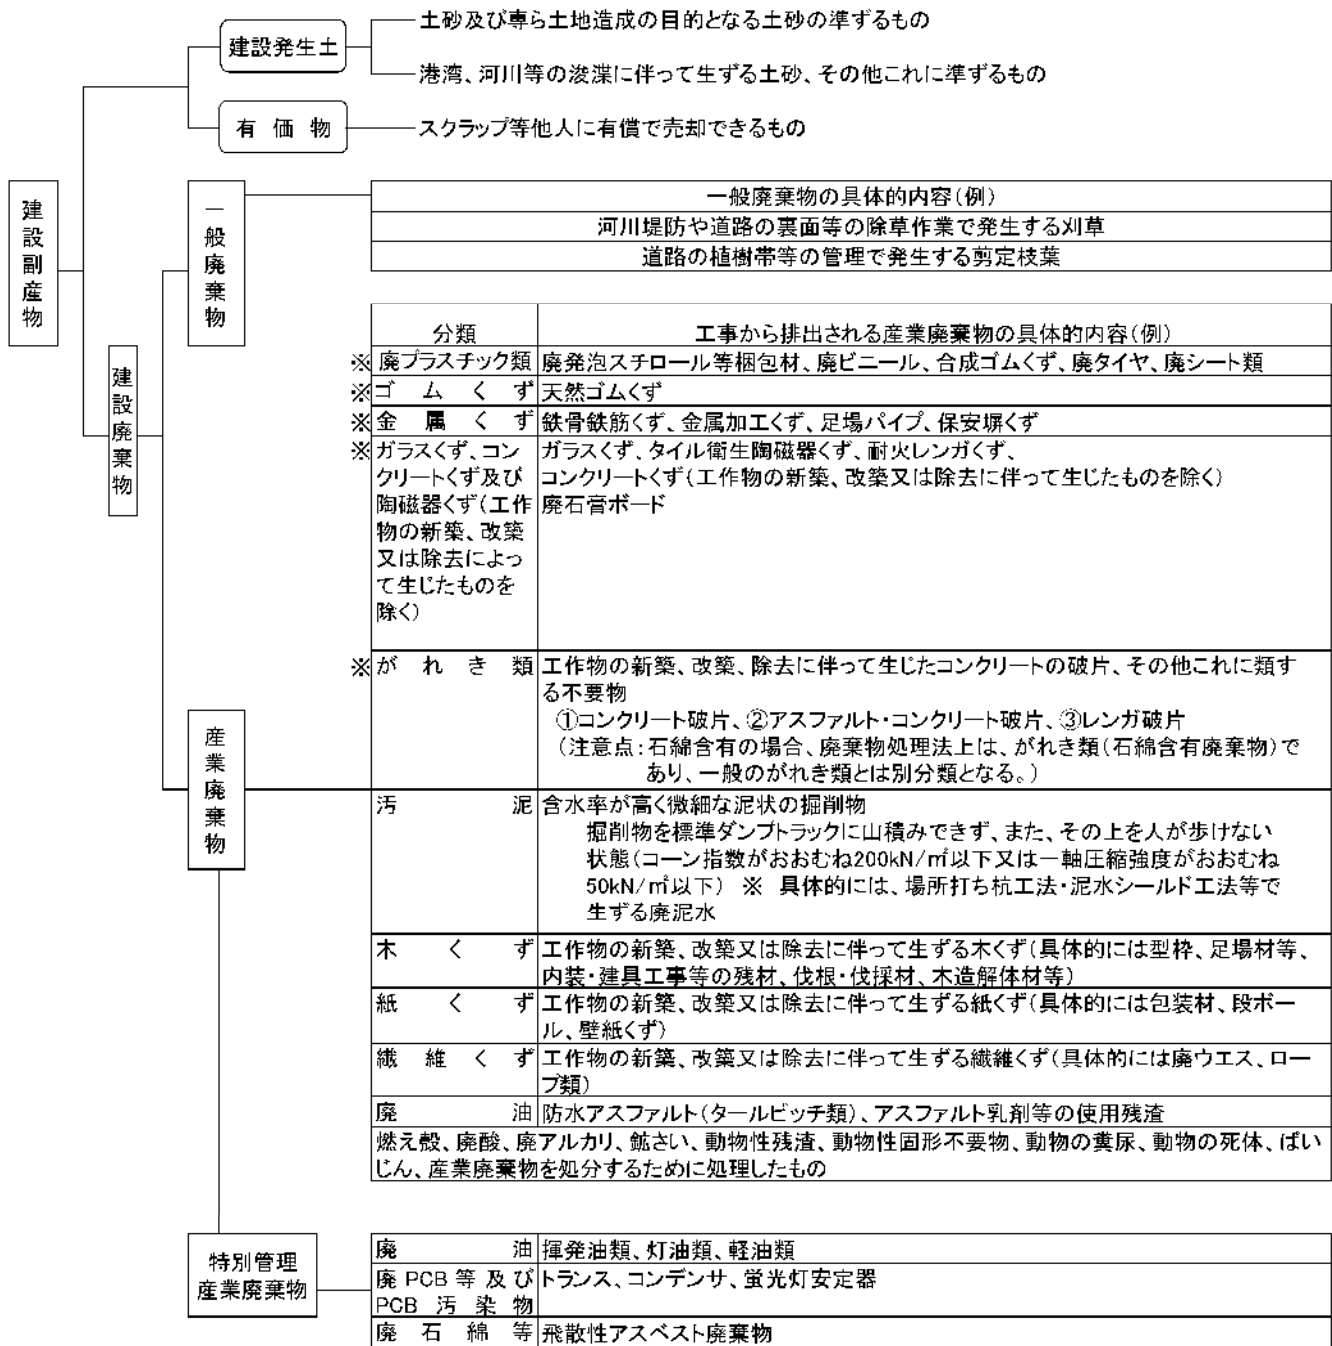 土砂及び専ら土地造成の目的となる土砂の準ずるもの
建設発生土
港湾、河川等の浚渫に伴って生ずる土砂、その他これに準ずるもの
有価物
スクラップ等他人に有償で売却できるもの
建設副産物
一般廃棄物
一般廃棄物の具体的内容(例)
河川堤防や道路の裏面等の除草作業で発生する刈草
道路の植樹帯等の管理で発生する剪定枝葉
建設廃棄物
分類
工事から排出される産業廃棄物の具体的内容(例)
※廃プラスチック類
廃発泡スチロール等梱包材、廃ビニール、合成ゴムくず、廃タイヤ、廃シート類
※ゴムくず
天然ゴムくず
※金属くず
鉄骨鉄筋くず、金属加工くず、足場パイプ、保安塀くず
※ガラスくず、コン
クリートくず及び
陶磁器くず(工作
物の新築、改築
又は除去によっ
て生じたものを
除く)
ガラスくず、タイル衛生陶磁器くず、耐火レンガくず、
コンクリートくず(工作物の新築、改築又は除去に伴って生じたものを除く)
廃石膏ボード
※がれき類
工作物の新築、改築、除去に伴って生じたコンクリートの破片、その他これに類す
る不要物
①コンクリート破片、②アスファルト・コンクリート破片、③レンガ破片
(注意点:石綿含有の場合、廃棄物処理法上は、がれき類(石綿含有廃棄物)で
あり、一般のがれき類とは別分類となる。)
産業廃棄物
汚泥
含水率が高く微細な泥状の掘削物
掘削物を標準ダンプトラックに山積みできず、また、その上を人が歩けない
状態(コーン指数がおおむね200kN/㎡以下又は一軸圧縮強度がおおむね
50kN/㎡以下) ※ 具体的には、場所打ち杭工法・泥水シールド工法等で
生ずる廃泥水
木くず
工作物の新築、改築又は除去に伴って生ずる木くず(具体的には型枠、足場材等、
内装・建具工事等の残材、伐根・伐採材、木造解体材等)
紙くず
工作物の新築、改築又は除去に伴って生ずる紙くず(具体的には包装材、段ボー
ル、壁紙くず)
繊維くず
工作物の新築、改築又は除去に伴って生ずる繊維くず(具体的には廃ウエス、ロー
プ類)
廃油
防水アスファルト(タールピッチ類)、アスファルト乳剤等の使用残渣
燃え殻、廃酸、廃アルカリ、鉱さい、動物性残渣、動物性固形不要物、動物の糞尿、動物の死体、ばい
じん、産業廃棄物を処分するために処理したもの
特別管理
産業廃棄物
廃油
揮発油類、灯油類、軽油類
廃PCB等及び
PCB汚染物
トランス、コンデンサ、蛍光灯安定器
廃石綿等
飛散性アスベスト廃棄物